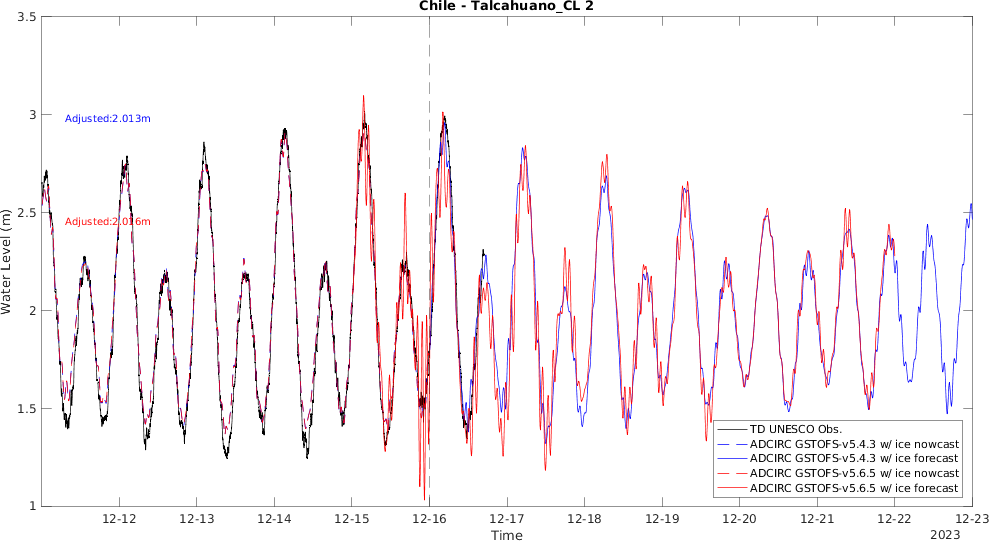 Chile - Talcahuano_CL 2
3.5
3
2.5
2
1.5
1
Water Level (m)
Adjusted:2.013m
Adjusted:2.016m
TD UNESCO Obs.
ADCIRC GSTOFS-v5.4.3 w/ ice nowcast
ADCIRC GSTOFS-v5.4.3 w/ ice forecast
ADCIRC GSTOFS-v5.6.5 w/ ice nowcast
ADCIRC GSTOFS-v5.6.5 w/ ice forecast
12-12 12-13 12-14 12-15 12-16 12-17 12-18 12-19 12-20 12-21 12-22 12-23
Time
2023